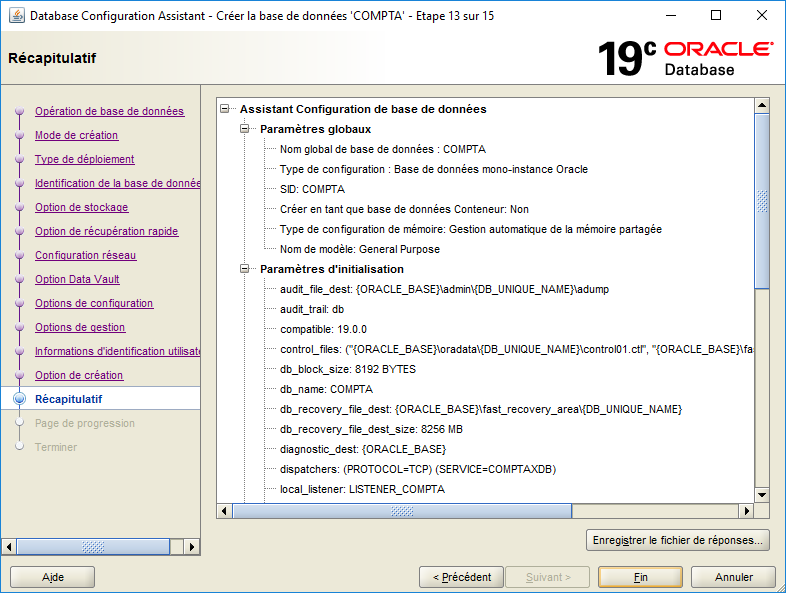 Database Configuration Assistant - Créer la base de données 'COMPTA' - Etape 13 sur 15
Récapitulatif
19c ORACLE
Database
Opération de base de données
Mode de création
Type de déploiement
Identification de la base de donnée
Option de stockage
Option de récupération rapide
Configuration réseau
Option Data Vault
Options de configuration
Options de gestion
Informations d'identification utilisate
Option de création
Récapitulatif
Page de progression
Terminer
Assistant Configuration de base de données
Paramètres globaux
Nom global de base de données : COMPTA
Type de configuration : Base de données mono-instance Oracle
SID: COMPTA
Créer en tant que base de données Conteneur: Non
Type de configuration de mémoire: Gestion automatique de la mémoire partagée
Nom de modèle: General Purpose
Paramètres d'initialisation
audit_file_dest: {ORACLE_BASE}\admin\{DB_UNIQUE_NAME}\adump
audit_trail: db
compatible: 19.0.0
control_files: ("{ORACLE_BASE}\oradata\{DB_UNIQUE_NAME}\control01.ctl", "{ORACLE_BASE}\fa
db_block_size: 8192 BYTES
db_name: COMPTA
db_recovery_file_dest: {ORACLE_BASE}\fast_recovery_area\{DB_UNIQUE_NAME}
db_recovery_file_dest_size: 8256 MB
diagnostic_dest: {ORACLE_BASE}
dispatchers: (PROTOCOL=TCP) (SERVICE=COMPTAXDB)
local_listener: LISTENER_COMPTA
Enregistrer le fichier de réponses...
Aide
< Précédent
Suivant >
Fin
Annuler